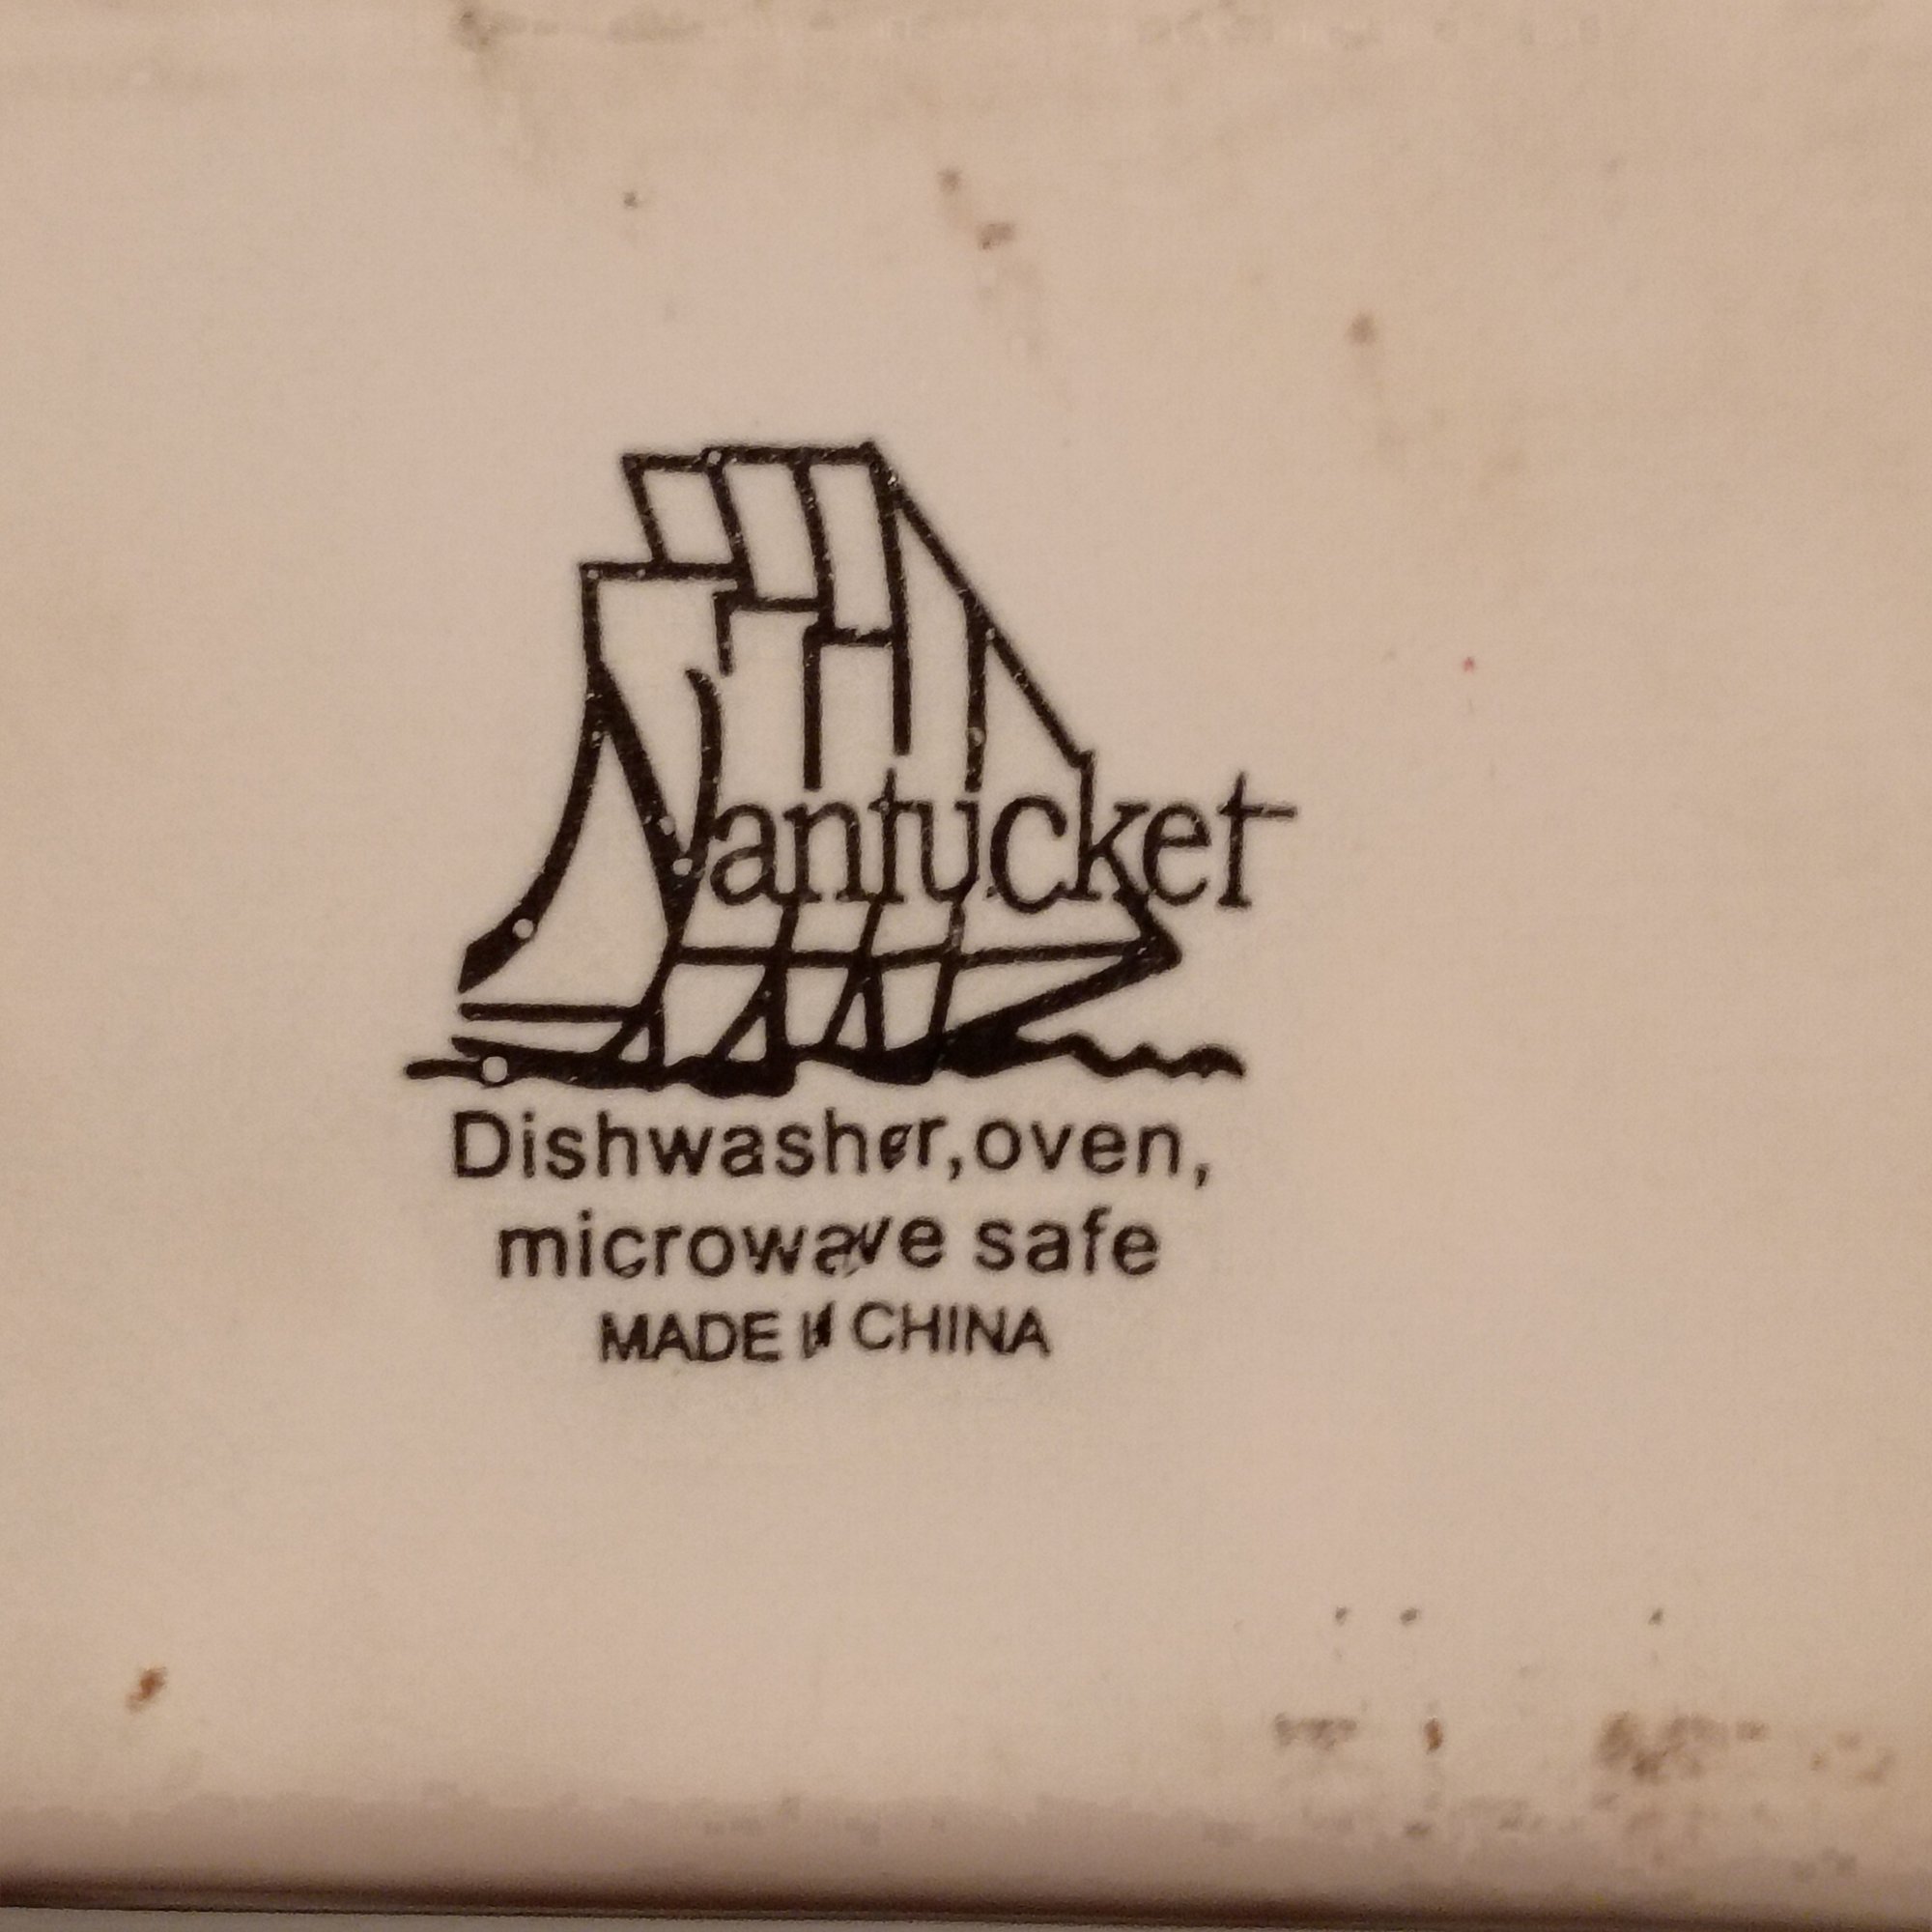 Nantucket
Dishwasher, oven,
microwave safe
MADE IN CHINA